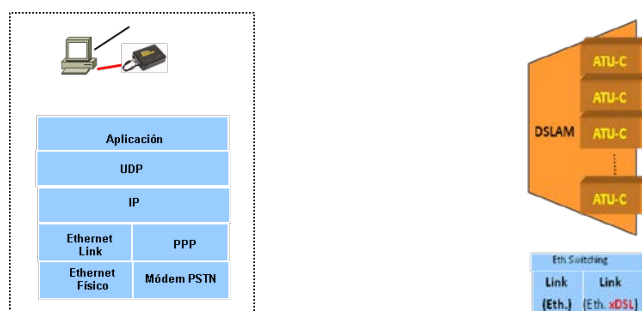 Aplicación
UDP
IP
Ethernet Link
PPP
Ethernet Físico
Módem PSTN
DSLAM
ATU-C
ATU-C
ATU-C
ATU-C
Eth Switching
Link
Link
(Eth.)
(Eth. xDSL)